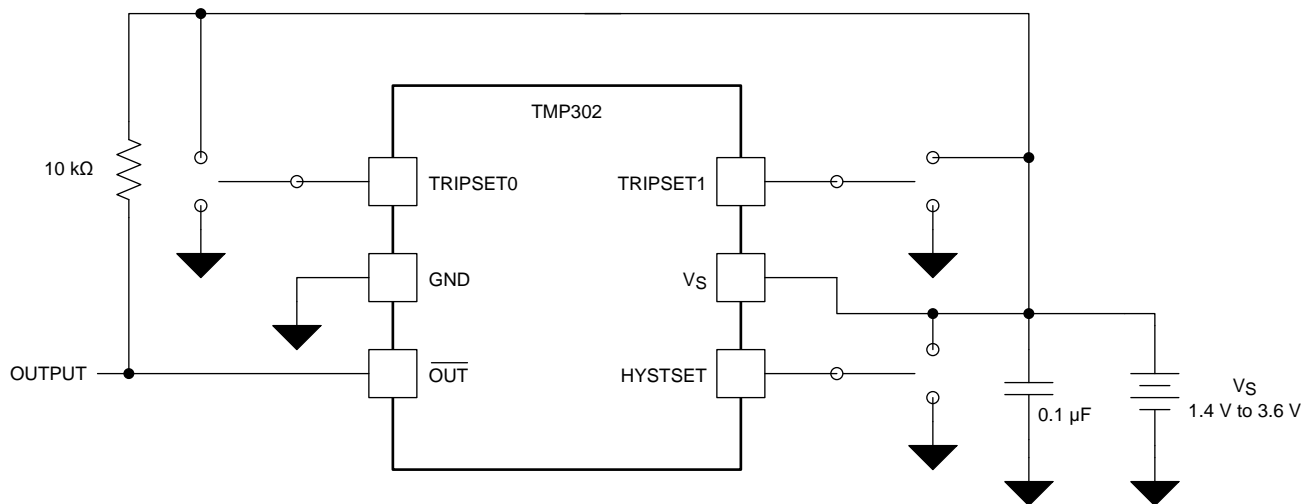 TMP302
10 kΩ
TRIPSET0
TRIPSET1
GND
VS
OUTPUT
OUT
HYSTSET
0.1 µF
VS
1.4 V to 3.6 V